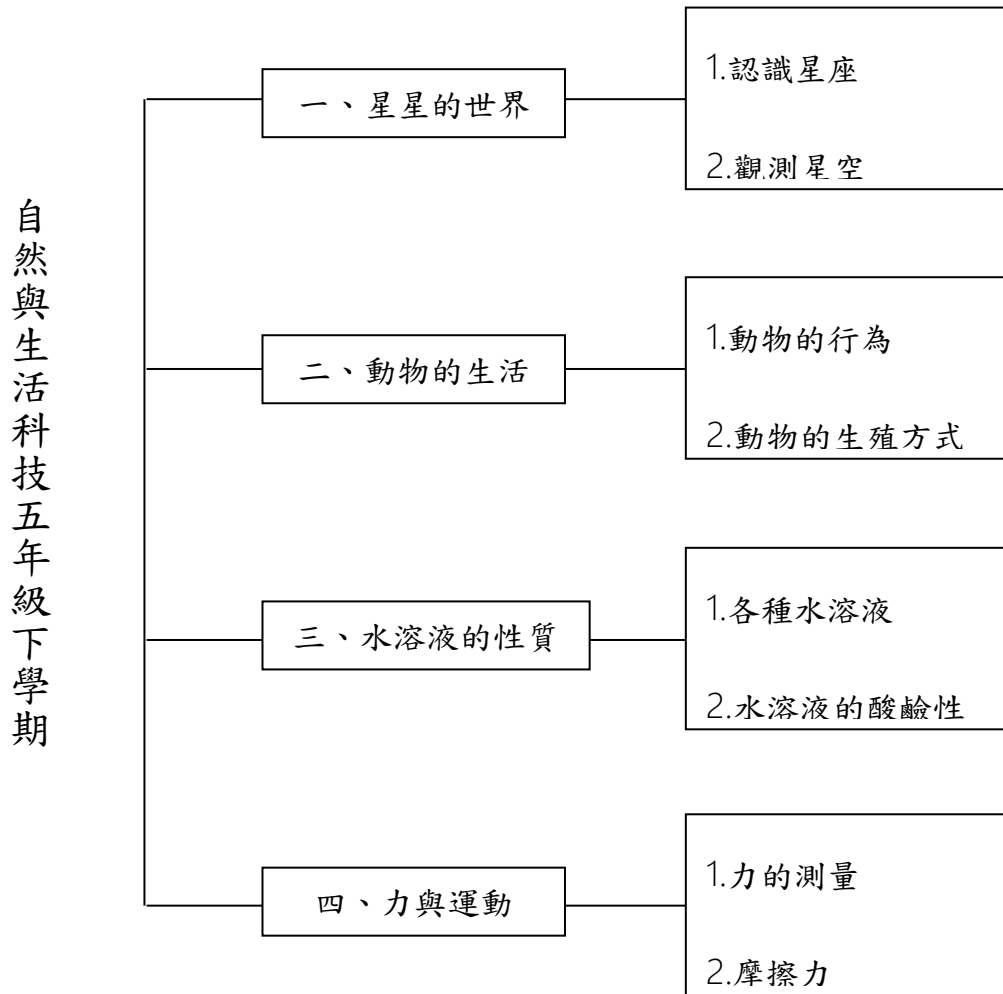 自然與生活科技五年級下學期
一、星星的世界
1.認識星座
2.觀測星空
二、動物的生活
1.動物的行為
2.動物的生殖方式
三、水溶液的性質
1.各種水溶液
2.水溶液的酸鹼性
四、力與運動
1.力的測量
2.摩擦力